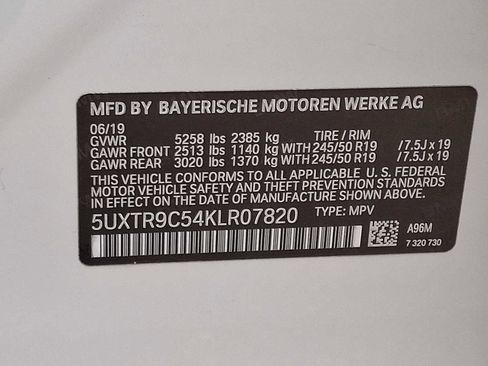 MFD BY BAYERISCHE MOTOREN WERKE AG
06/19
GVWR 5258 lbs 2385 kg TIRE / RIM
GAWR FRONT 2513 lbs 1140 kg WITH 245/50 R19 /7.5J x 19
GAWR REAR 3020 lbs 1370 kg WITH 245/50 R19 /7.5J x 19
THIS VEHICLE CONFORMS TO ALL APPLICABLE U. S. FEDERAL
MOTOR VEHICLE SAFETY STANDARDS IN EFFECT
ON THE DATE OF MANUFACTURE SHOWN ABOVE.
5UXTR9C54KLR07820 TYPE: MPV
A96M
7 320 730